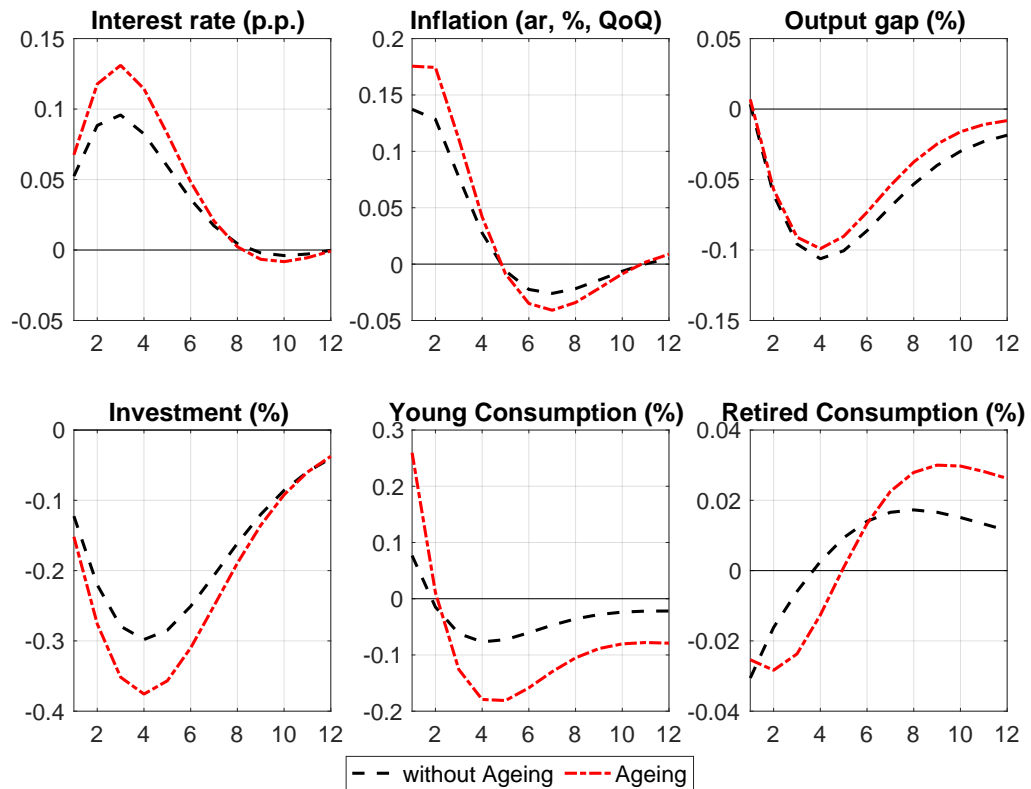 Interest rate (p.p.)
0.15
0.1
0.05
0
-0.05
2 4 6 8 10 12
Inflation (ar, %, QoQ)
0.2
0.15
0.1
0.05
0
-0.05
2 4 6 8 10 12
Output gap (%)
0.05
0
-0.05
-0.1
-0.15
2 4 6 8 10 12
Investment (%)
0
-0.1
-0.2
-0.3
-0.4
2 4 6 8 10 12
Young Consumption (%)
0.3
0.2
0.1
0
-0.1
-0.2
2 4 6 8 10 12
Retired Consumption (%)
0.04
0.02
0
-0.02
-0.04
2 4 6 8 10 12
without Ageing
Ageing